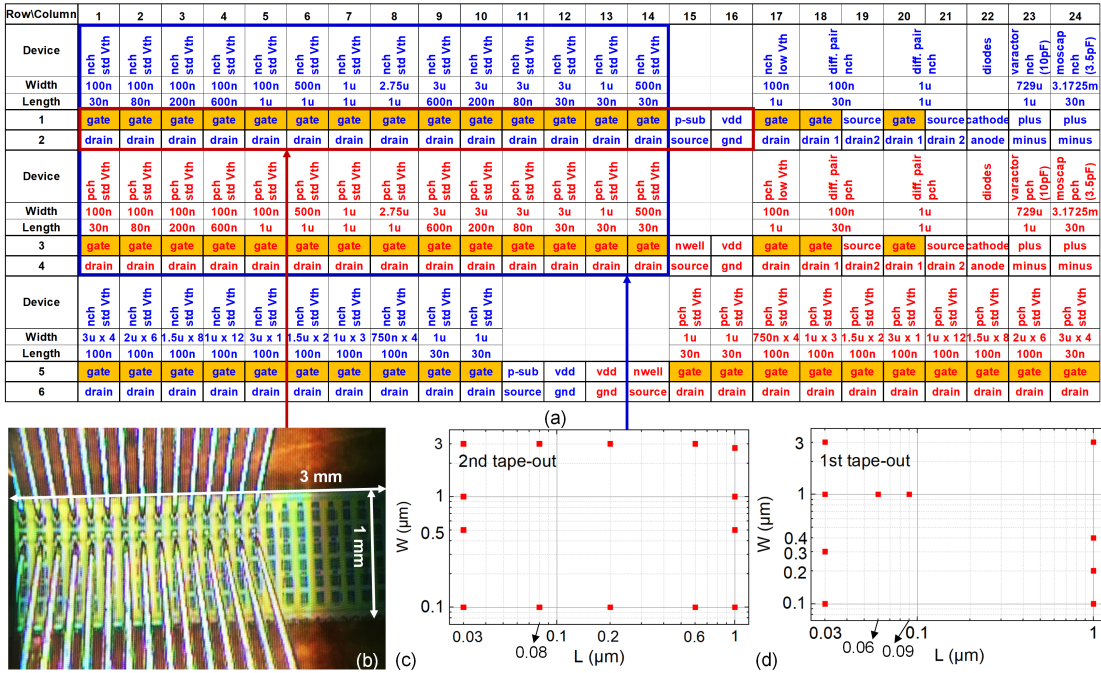 Row\Column 1 2 3 4 5 6 7 8 9 10 11 12 13 14 15 16 17 18 19 20 21 22 23 24
Device nch std Vth nch std Vth nch std Vth nch std Vth nch std Vth nch std Vth nch std Vth nch std Vth nch std Vth nch std Vth nch std Vth nch std Vth nch std Vth nch std Vth nch low Vth diff. pair nch diff. pair nch diodes varactor nch (10pF) moscap nch (3.5pF)
Width 100n 100n 100n 100n 100n 500n 1u 2.75u 3u 3u 3u 3u 1u 500n 100n 100n 1u 729u 3.1725m
Length 30n 80n 200n 600n 1u 1u 1u 1u 600n 200n 80n 30n 30n 30n 1u 30n 1u 1u 30n
1 gate gate gate gate gate gate gate gate gate gate gate gate gate gate p-sub vdd gate gate source gate source cathode plus plus
2 drain drain drain drain drain drain drain drain drain drain drain drain drain drain source gnd drain drain 1 drain2 drain 1 drain 2 anode minus minus
Device pch std Vth pch std Vth pch std Vth pch std Vth pch std Vth pch std Vth pch std Vth pch std Vth pch std Vth pch std Vth pch std Vth pch std Vth pch std Vth pch std Vth pch low Vth diff. pair pch diff. pair pch diodes varactor pch (10pF) moscap pch (3.5pF)
Width 100n 100n 100n 100n 100n 500n 1u 2.75u 3u 3u 3u 3u 1u 500n 100n 100n 1u 729u 3.1725m
Length 30n 80n 200n 600n 1u 1u 1u 1u 600n 200n 80n 30n 30n 30n 1u 30n 1u 1u 30n
3 gate gate gate gate gate gate gate gate gate gate gate gate gate gate nwell vdd gate gate source gate source cathode plus plus
4 drain drain drain drain drain drain drain drain drain drain drain drain drain drain source gnd drain drain 1 drain2 drain 1 drain 2 anode minus minus
Device nch std Vth nch std Vth nch std Vth nch std Vth nch std Vth nch std Vth nch std Vth nch std Vth nch std Vth nch std Vth pch std Vth pch std Vth pch std Vth pch std Vth pch std Vth pch std Vth pch std Vth pch std Vth pch std Vth pch std Vth
Width 3u x 4 2u x 6 1.5u x 8 1u x 12 3u x 1 1.5u x 2 1u x 3 750n x 4 1u 1u 1u 1u 750n x 4 1u x 3 1.5u x 2 3u x 1 1u x 12 1.5u x 8 2u x 6 3u x 4
Length 100n 100n 100n 100n 100n 100n 100n 100n 30n 30n 30n 30n 100n 100n 100n 100n 100n 100n 100n 30n
5 gate gate gate gate gate gate gate gate gate gate p-sub vdd vdd nwell gate gate gate gate gate gate gate gate gate gate
6 drain drain drain drain drain drain drain drain drain drain source gnd gnd source drain drain drain drain drain drain drain drain drain drain
(a)
3 mm
1 mm
(b)
2nd tape-out
W (µm)
3
1
0.5
0.1
0.03 0.1 0.2 0.6 1
0.08
L (µm)
(c)
1st tape-out
W (µm)
3
1
0.4
0.3
0.2
0.1
0.03 0.1 1
0.06 0.09
L (µm)
(d)